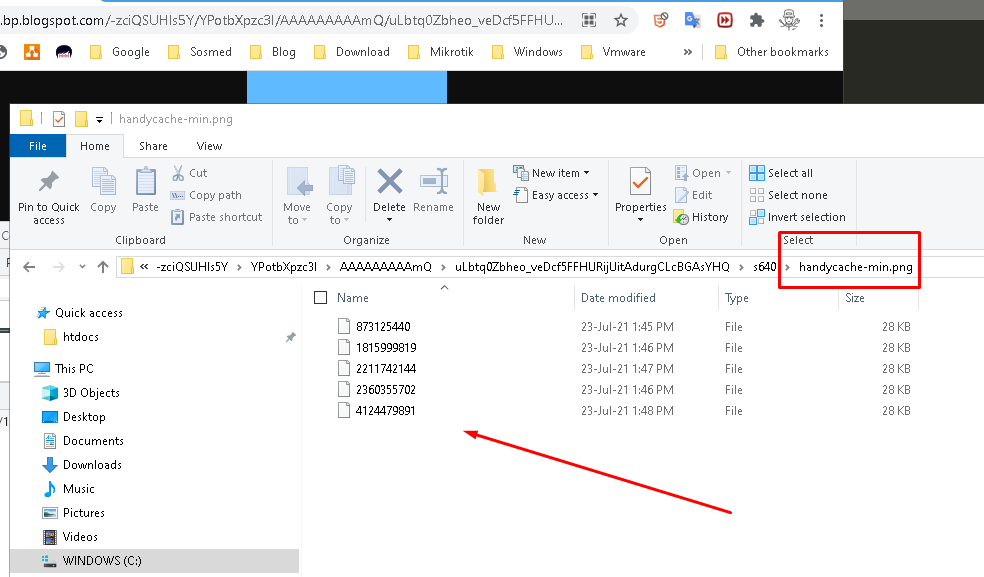 .bp.blogspot.com/-zciQSUHIs5Y/YPotbXpzc3I/AAAAAAAAAmQ/uLbtq0Zbheo_veDcf5FFHU...
Google Sosmed Blog Download Mikrotik Windows Vmware » Other bookmarks
handycache-min.png
File Home Share View
Pin to Quick access
Copy
Paste
Cut
Copy path
Paste shortcut
Clipboard
Move to
Copy to
Delete
Rename
Organize
New folder
New item
Easy access
New
Properties
Open
Edit
History
Open
Select all
Select none
Invert selection
Select
« -zciQSUHIs5Y › YPotbXpzc3I › AAAAAAAAAmQ › uLbtq0Zbheo_veDcf5FFHURijUitAdurgCLcBGAsYHQ › s640 › handycache-min.png
Quick access
htdocs
This PC
3D Objects
Desktop
Documents
Downloads
Music
Pictures
Videos
WINDOWS (C:)
Name Date modified Type Size
873125440 23-Jul-21 1:45 PM File 28 KB
1815999819 23-Jul-21 1:46 PM File 28 KB
2211742144 23-Jul-21 1:47 PM File 28 KB
2360355702 23-Jul-21 1:46 PM File 28 KB
4124479891 23-Jul-21 1:48 PM File 28 KB